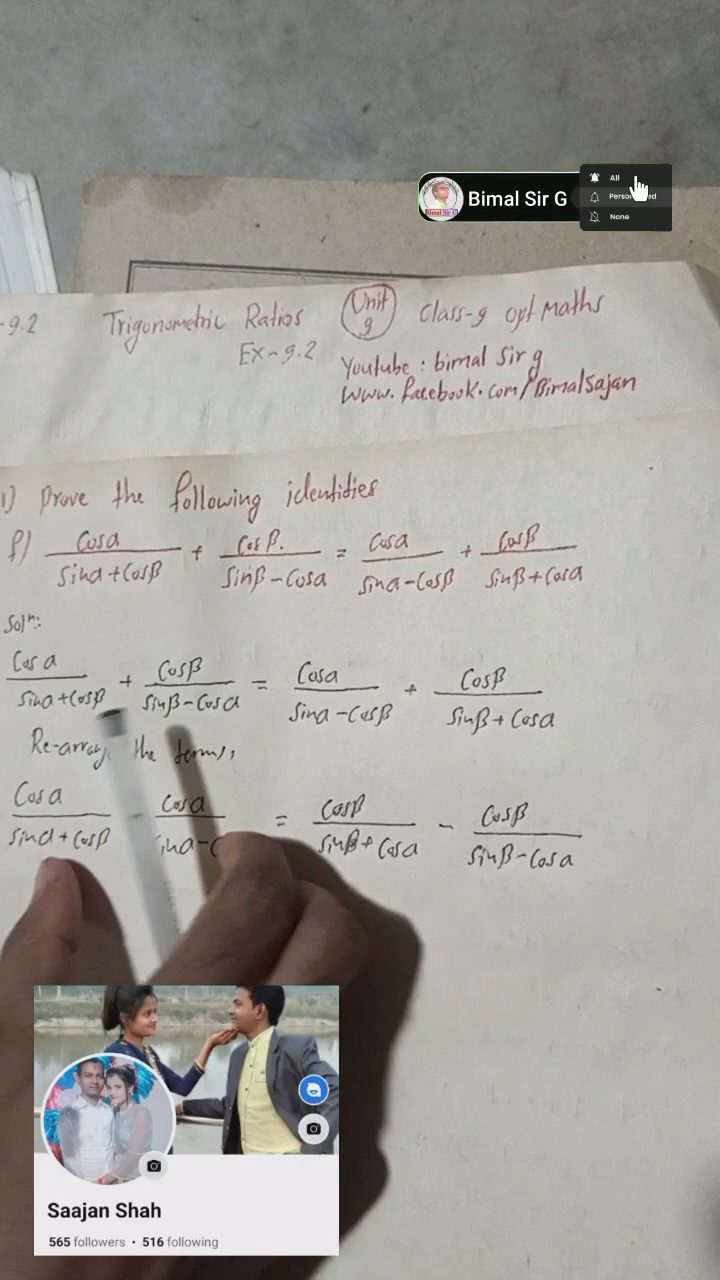 All
Bimal Sir G
None
-9.2 Trigonometric Ratios Unit 9 Class-9 opt Maths
Ex-9.2
Youtube : bimal Sir g
www.facebook.com/Bimalsajan
1) Prove the following identities
f) Cosα/(Sinα+Cosβ) + Cosβ./(Sinβ-Cosα) = Cosα/(Sinα-Cosβ) + Cosβ/(Sinβ+Cosα)
Solⁿ:
Cosα/(Sinα+Cosβ) + Cosβ/(Sinβ-Cosα) = Cosα/(Sinα-Cosβ) + Cosβ/(Sinβ+Cosα)
the terms,
Cosα/(Sinα+Cosβ) Cosα = Cosβ/(Sinβ+Cosα) - Cosβ/(Sinβ-Cosα)
Saajan Shah
565 followers • 516 following